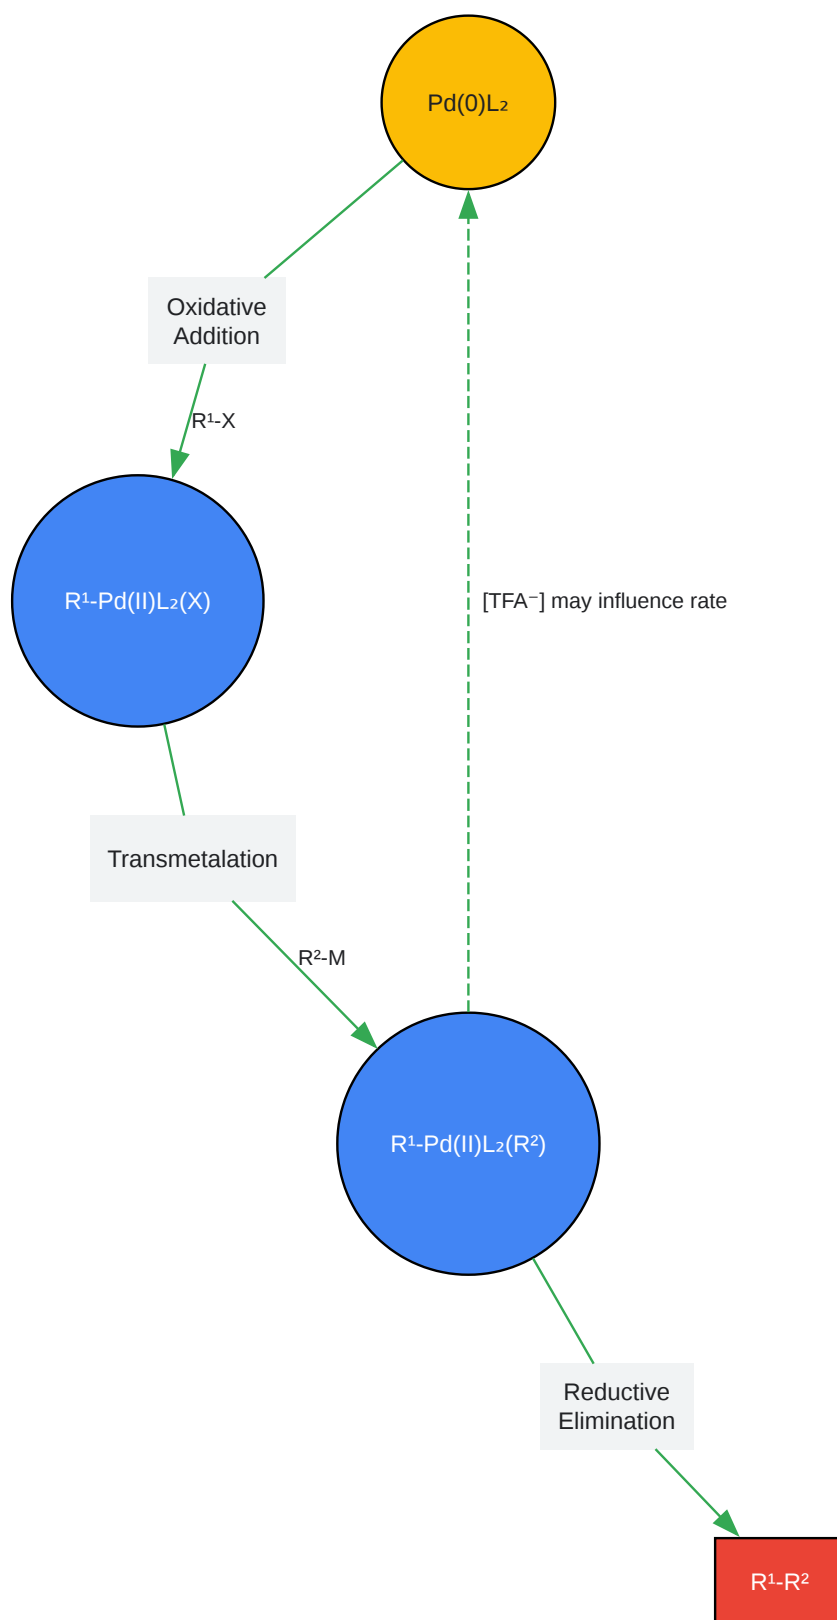 Pd(0)L₂
Oxidative
Addition
R¹-X
R¹-Pd(II)L₂(X)
[TFA⁻] may influence rate
Transmetalation
R²-M
R¹-Pd(II)L₂(R²)
Reductive
Elimination
R¹-R²